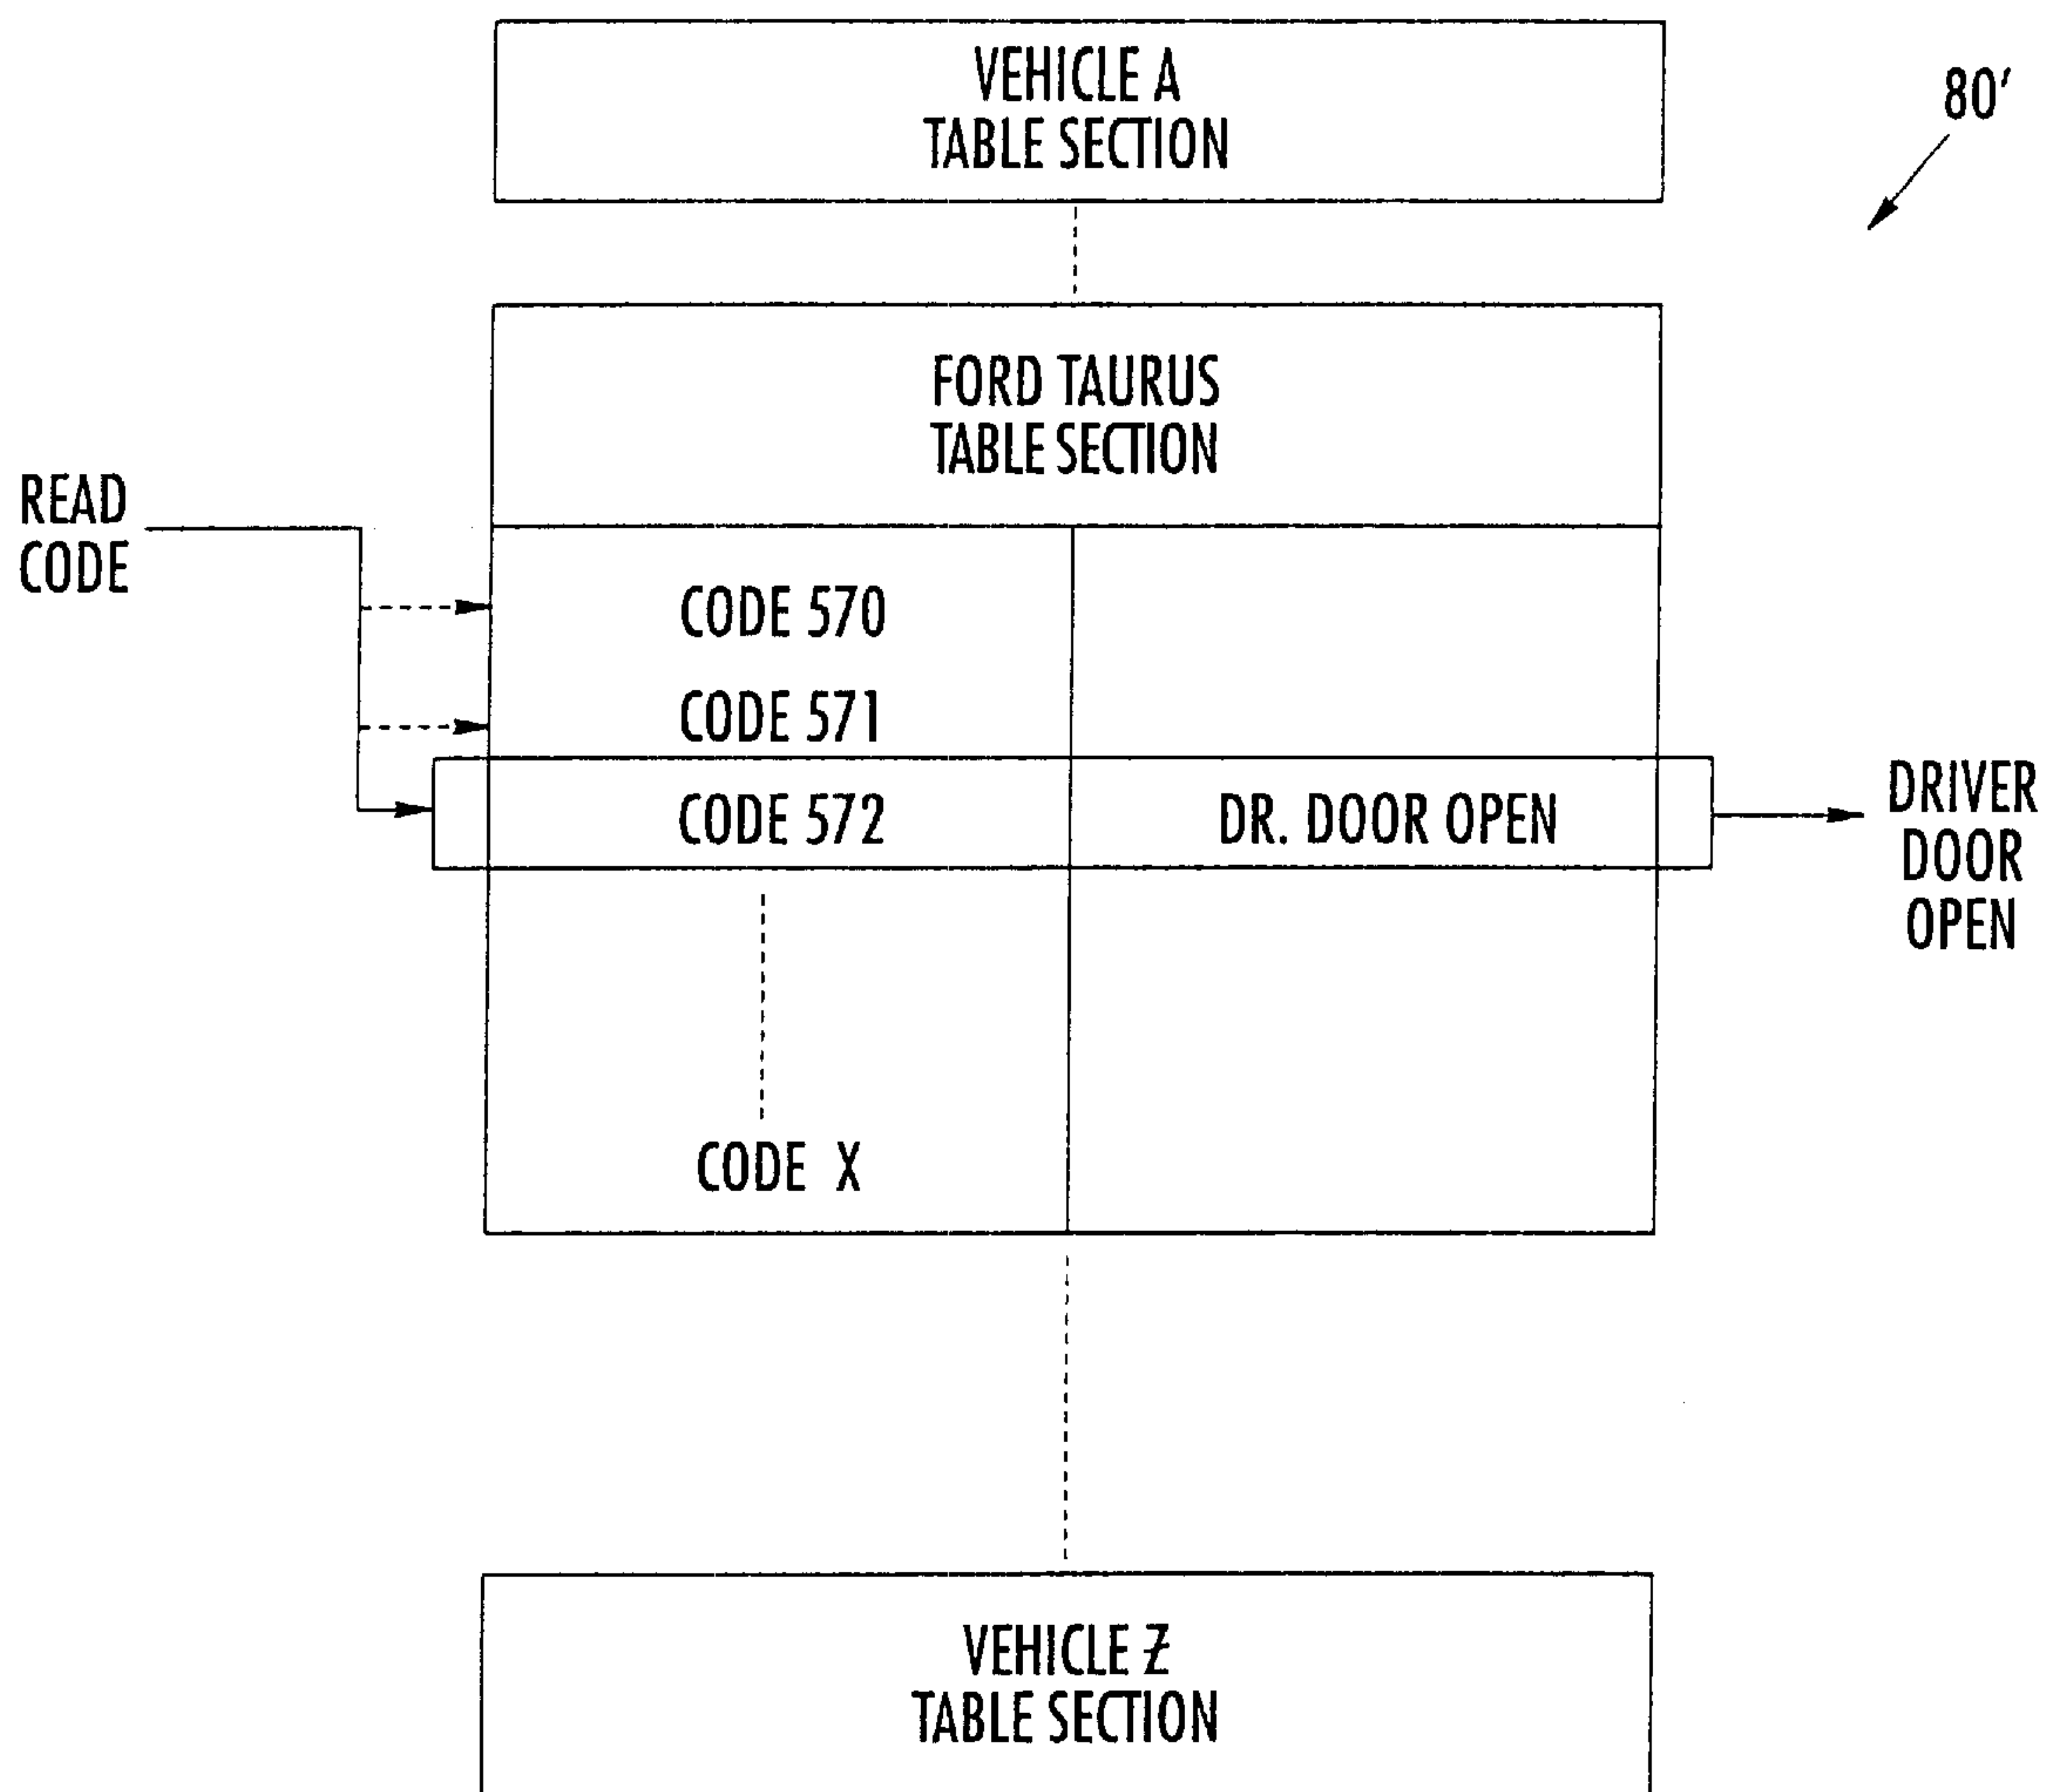 VEHICLE A
TABLE SECTION
80'
FORD TAURUS
TABLE SECTION
READ
CODE
CODE 570
CODE 571
CODE 572
DR. DOOR OPEN
DRIVER
DOOR
OPEN
CODE X
VEHICLE Z
TABLE SECTION